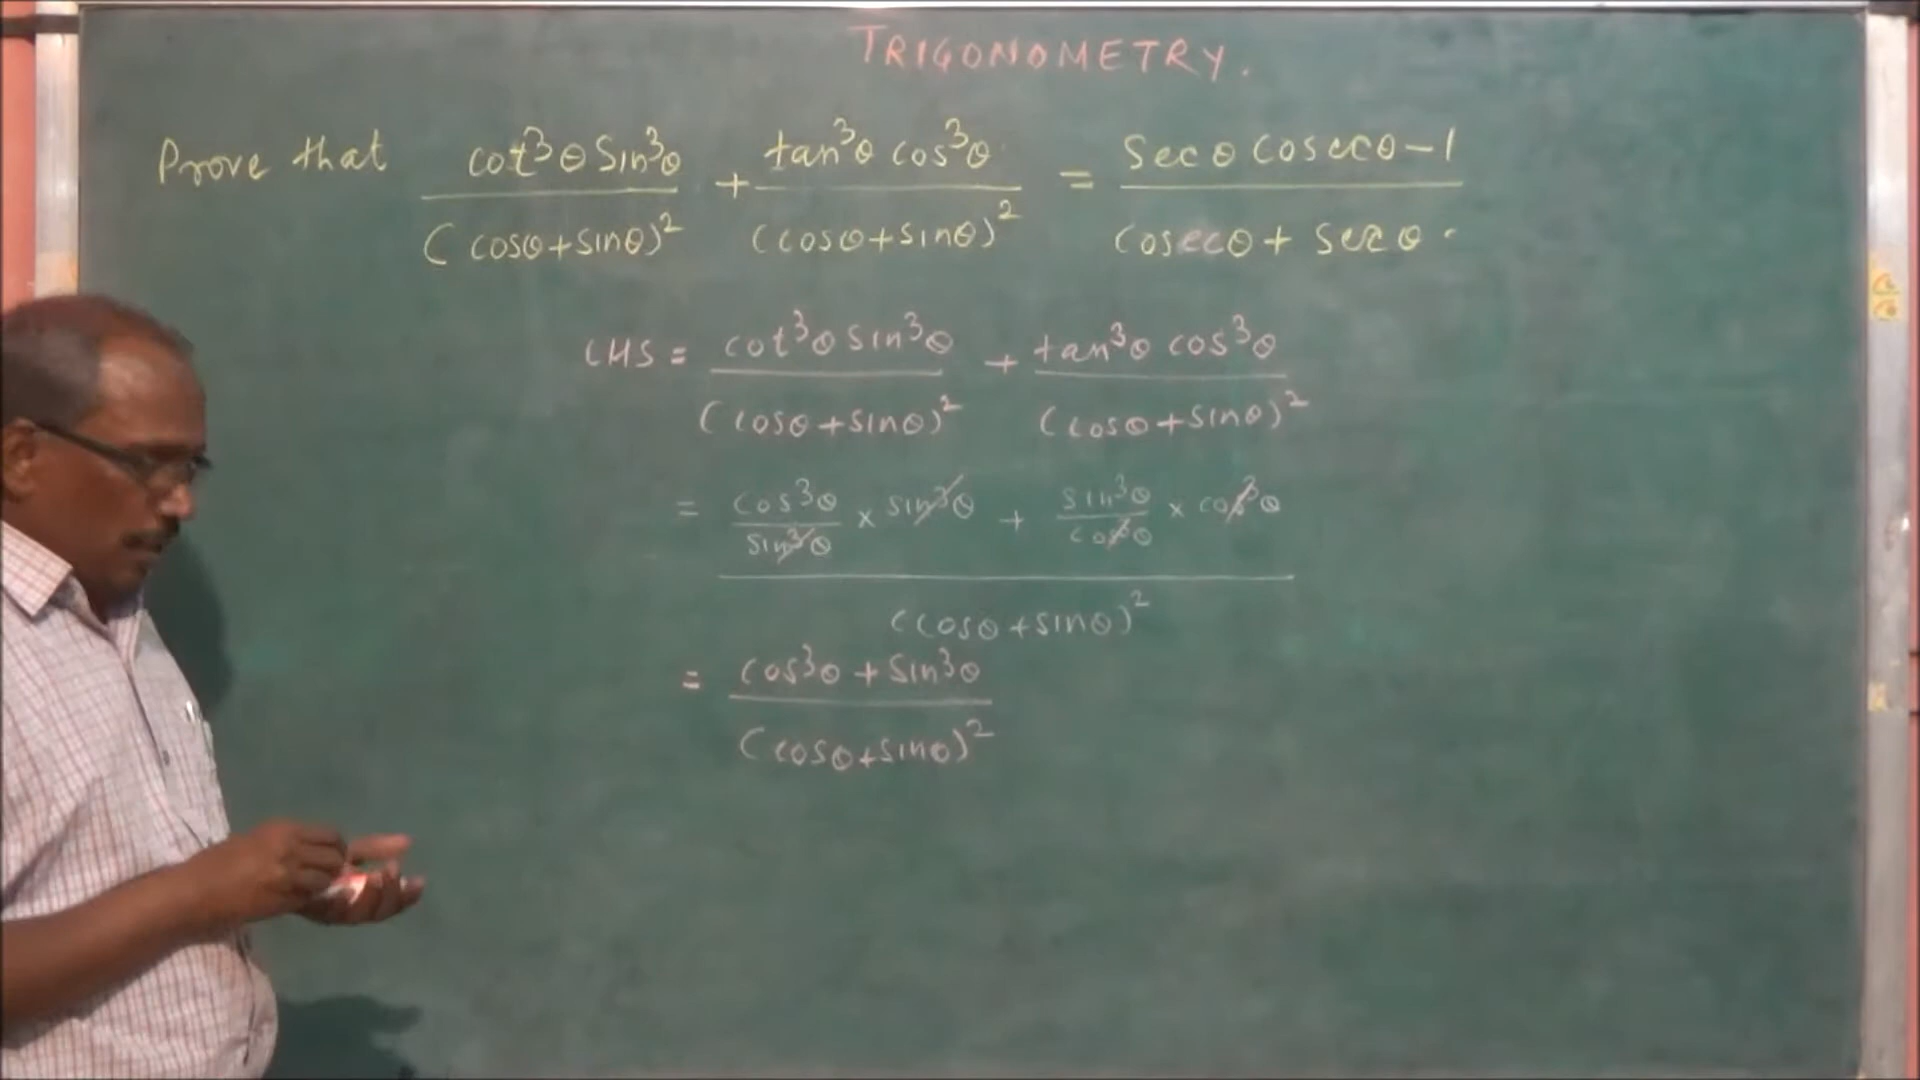 TRIGONOMETRY.
Prove that cot³θ sin³θ / (cosθ+sinθ)² + tan³θ cos³θ / (cosθ+sinθ)² = secθ cosecθ−1 / cosecθ+secθ.
LHS = cot³θ sin³θ / (cosθ+sinθ)² + tan³θ cos³θ / (cosθ+sinθ)²
= cos³θ / sin³θ × sin³θ + sin³θ / cos³θ × cos³θ
(cosθ+sinθ)²
= cos³θ + sin³θ
(cosθ+sinθ)²